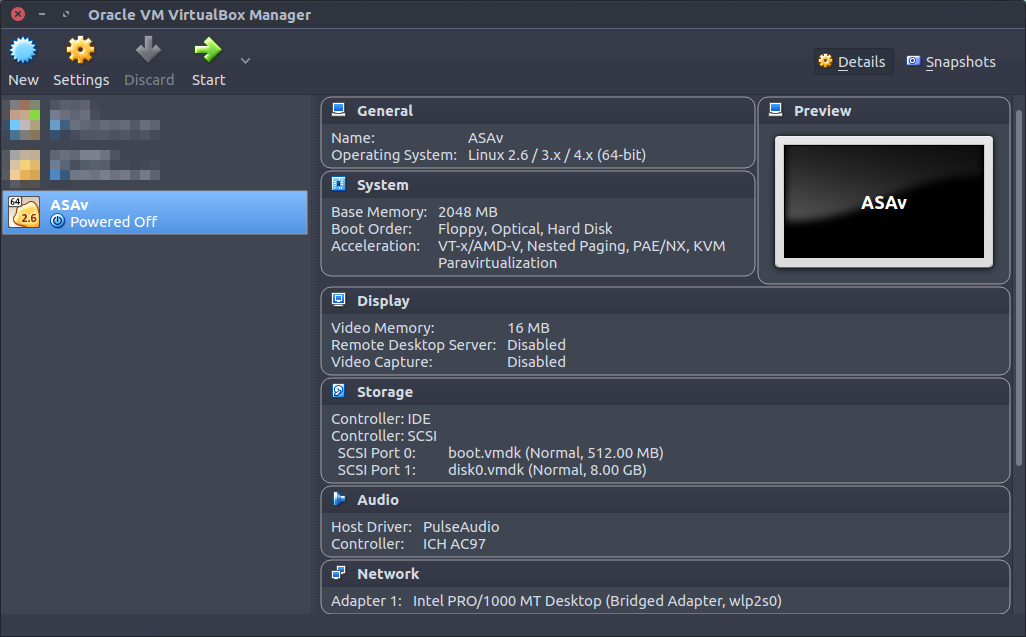 Oracle VM VirtualBox Manager
New Settings Discard Start
Details Snapshots
64
2.6
ASAv
Powered Off
General
Name: ASAv
Operating System: Linux 2.6 / 3.x / 4.x (64-bit)
System
Base Memory: 2048 MB
Boot Order: Floppy, Optical, Hard Disk
Acceleration: VT-x/AMD-V, Nested Paging, PAE/NX, KVM
Paravirtualization
Preview
ASAv
Display
Video Memory: 16 MB
Remote Desktop Server: Disabled
Video Capture: Disabled
Storage
Controller: IDE
Controller: SCSI
SCSI Port 0: boot.vmdk (Normal, 512.00 MB)
SCSI Port 1: disk0.vmdk (Normal, 8.00 GB)
Audio
Host Driver: PulseAudio
Controller: ICH AC97
Network
Adapter 1: Intel PRO/1000 MT Desktop (Bridged Adapter, wlp2s0)